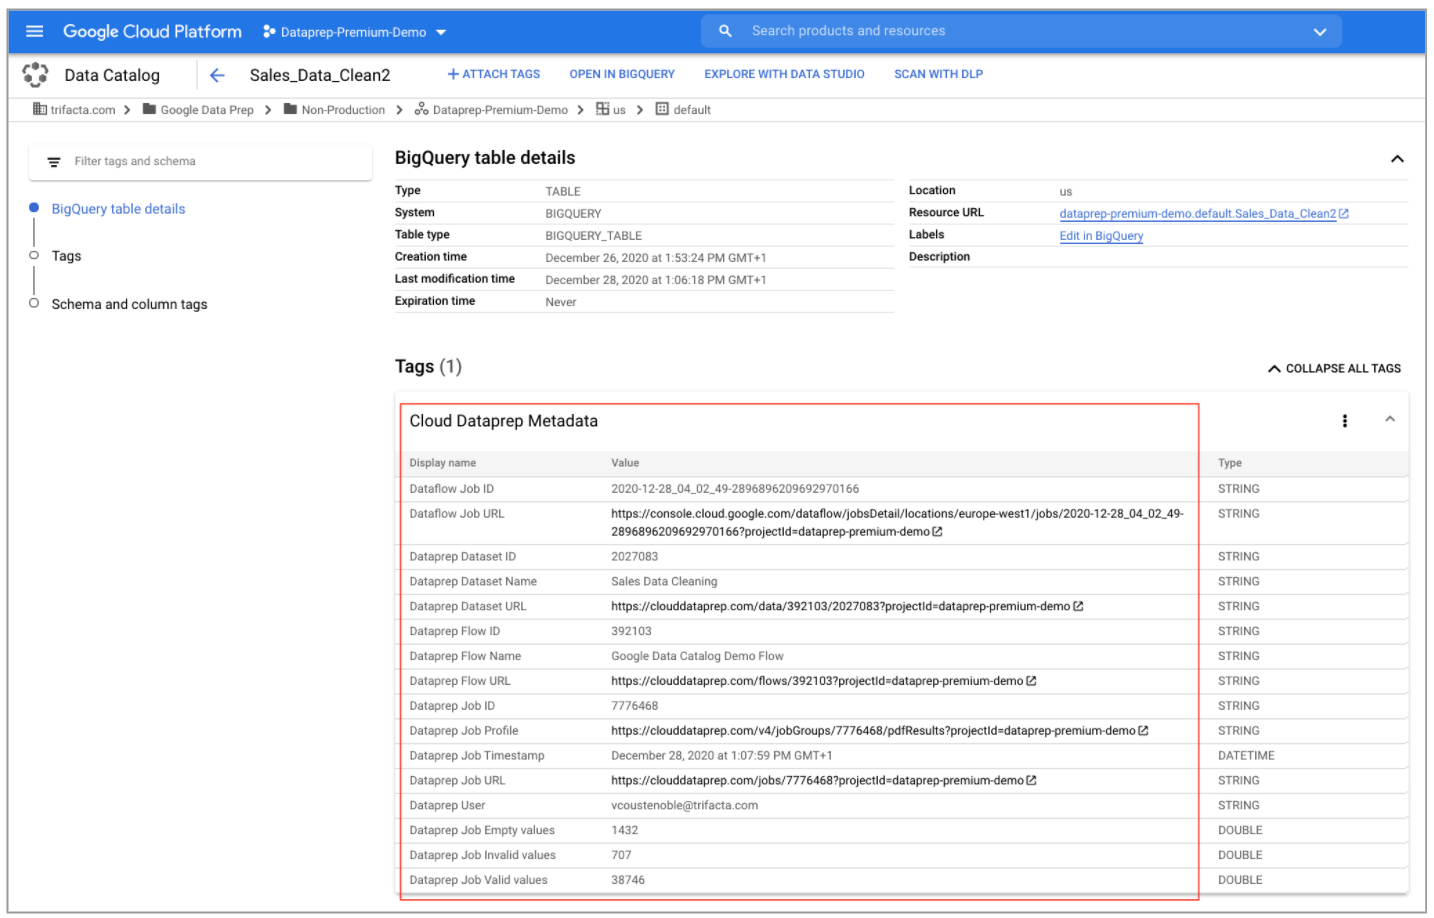 Google Cloud Platform Dataprep-Premium-Demo Search products and resources
Data Catalog Sales_Data_Clean2 ATTACH TAGS OPEN IN BIGQUERY EXPLORE WITH DATA STUDIO SCAN WITH DLP
trifacta.com Google Data Prep Non-Production Dataprep-Premium-Demo us default
Filter tags and schema
BigQuery table details
Tags
Schema and column tags
BigQuery table details
Type TABLE
System BIGQUERY
Table type BIGQUERY_TABLE
Creation time December 26, 2020 at 1:53:24 PM GMT+1
Last modification time December 28, 2020 at 1:06:18 PM GMT+1
Expiration time Never
Location us
Resource URL dataprep-premium-demo.default.Sales_Data_Clean2
Labels Edit in BigQuery
Description
Tags (1) COLLAPSE ALL TAGS
Cloud Dataprep Metadata
Display name Value Type
Dataflow Job ID 2020-12-28_04_02_49-2896896209692970166 STRING
Dataflow Job URL https://console.cloud.google.com/dataflow/jobsDetail/locations/europe-west1/jobs/2020-12-28_04_02_49- STRING
2896896209692970166?projectId=dataprep-premium-demo
Dataprep Dataset ID 2027083 STRING
Dataprep Dataset Name Sales Data Cleaning STRING
Dataprep Dataset URL https://clouddataprep.com/data/392103/2027083?projectId=dataprep-premium-demo STRING
Dataprep Flow ID 392103 STRING
Dataprep Flow Name Google Data Catalog Demo Flow STRING
Dataprep Flow URL https://clouddataprep.com/flows/392103?projectId=dataprep-premium-demo STRING
Dataprep Job ID 7776468 STRING
Dataprep Job Profile https://clouddataprep.com/v4/jobGroups/7776468/pdfResults?projectId=dataprep-premium-demo STRING
Dataprep Job Timestamp December 28, 2020 at 1:07:59 PM GMT+1 DATETIME
Dataprep Job URL https://clouddataprep.com/jobs/7776468?projectId=dataprep-premium-demo STRING
Dataprep User vcoustenoble@trifacta.com STRING
Dataprep Job Empty values 1432 DOUBLE
Dataprep Job Invalid values 707 DOUBLE
Dataprep Job Valid values 38746 DOUBLE